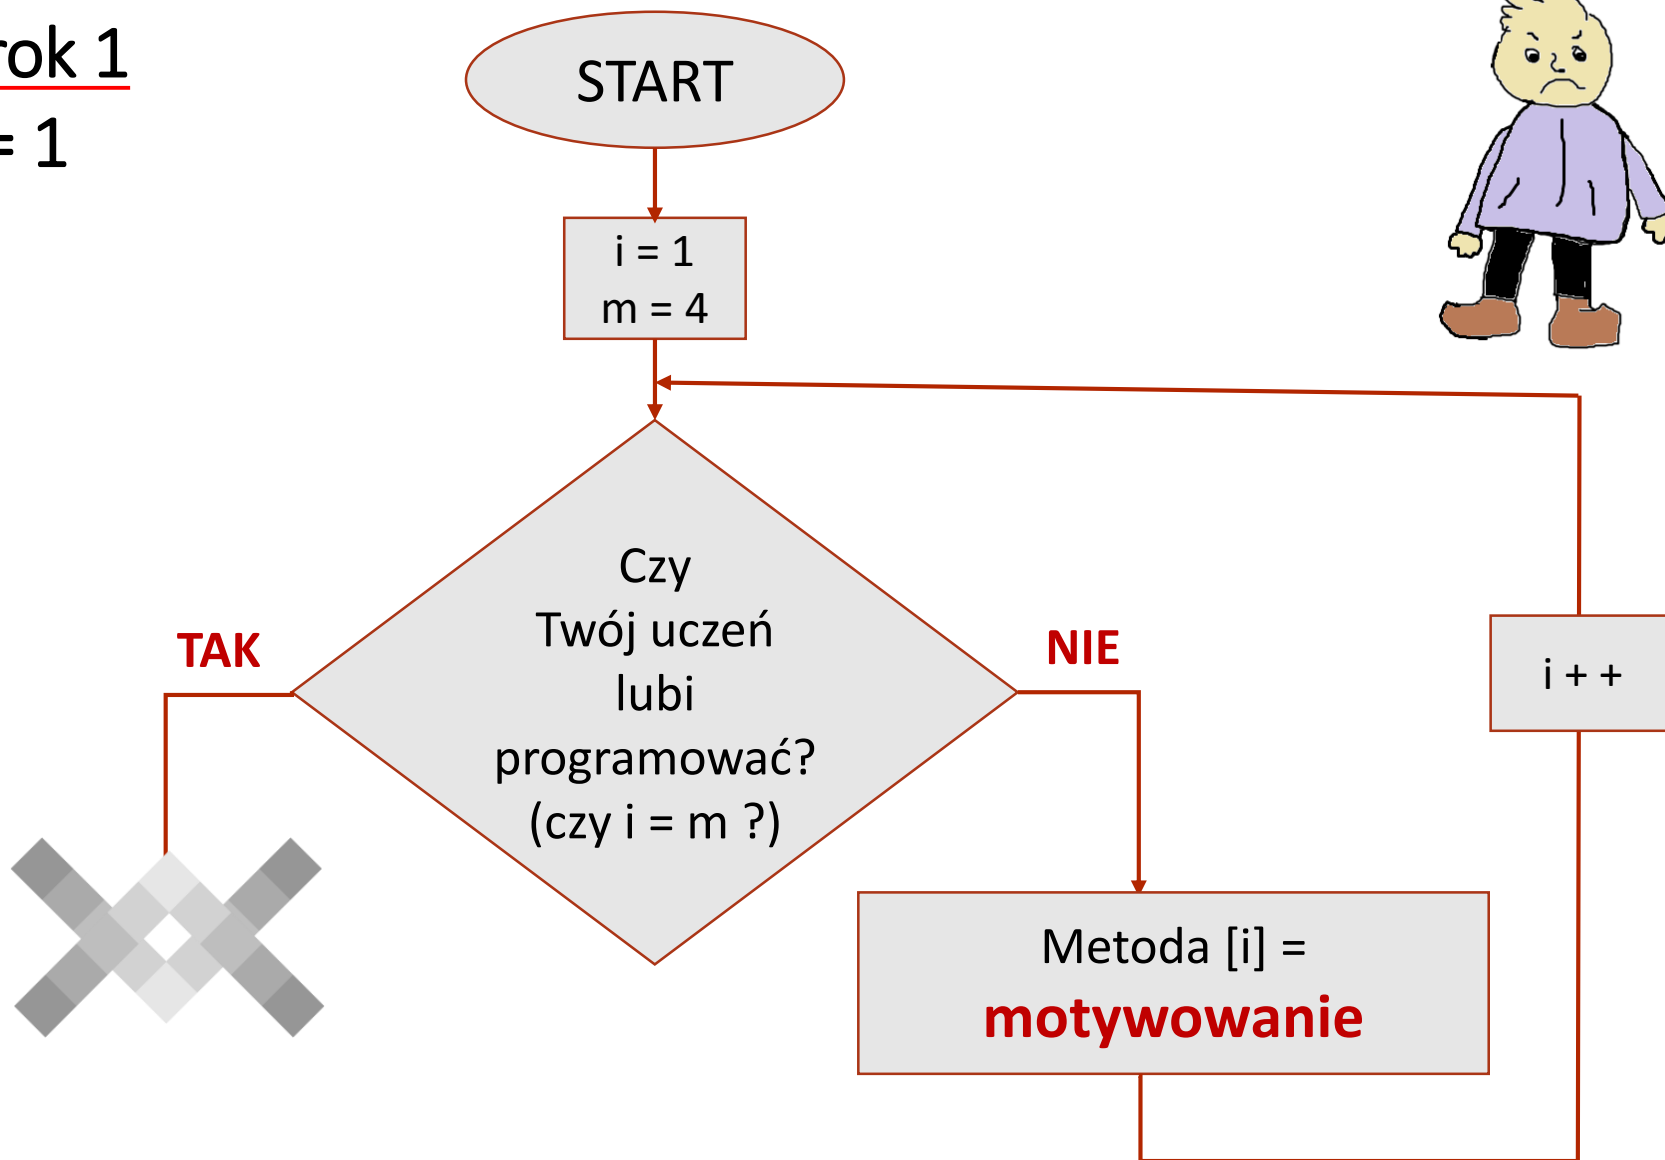 rok 1
= 1
START
i = 1
m = 4
Czy
Twój uczeń
lubi
programować?
(czy i = m ?)
TAK
NIE
i + +
Metoda [i] =
motywowanie